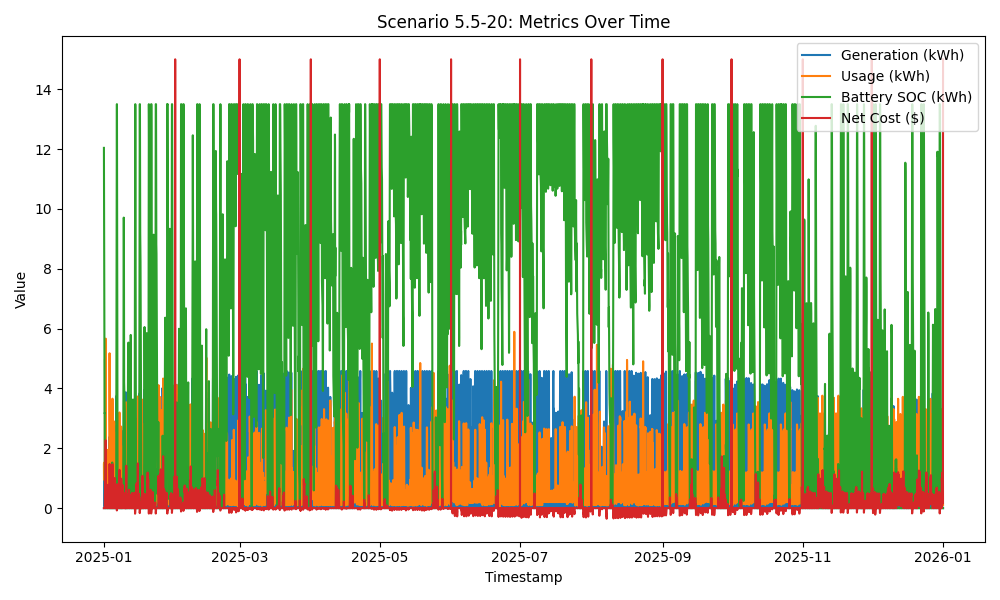 Scenario 5.5-20: Metrics Over Time
Generation (kWh)
Usage (kWh)
Battery SOC (kWh)
Net Cost ($)
Value
14
12
10
8
6
4
2
0
2025-01
2025-03
2025-05
2025-07
2025-09
2025-11
2026-01
Timestamp